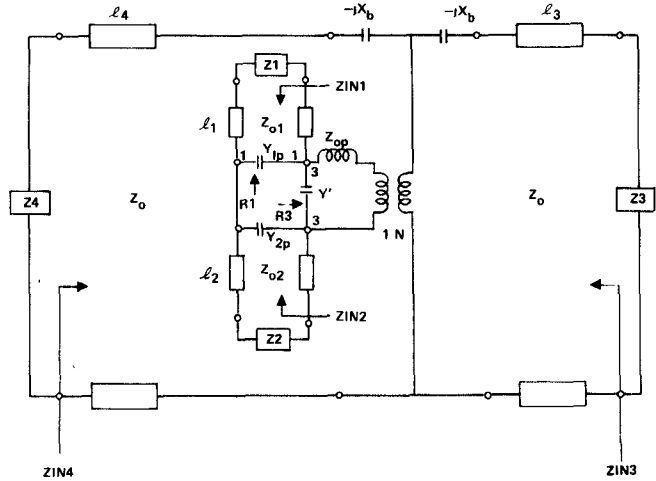 ℓ4
-jXb
-jXb
ℓ3
Z1
ZIN1
ℓ1
Zo1
Zop
Y1p
1
1
3
Z4
Zo
R1
R3
Y'
Zo
Z3
3
Y2p
1 N
ℓ2
Zo2
ZIN2
Z2
ZIN4
ZIN3